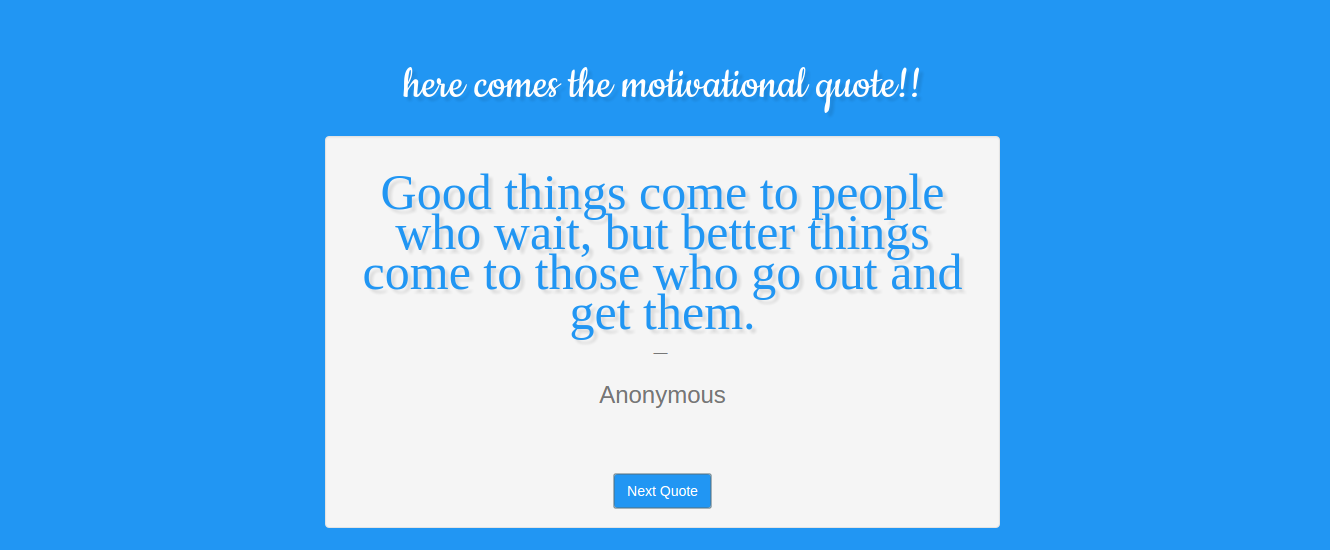 here comes the motivational quote!!
Good things come to people
who wait, but better things
come to those who go out and
get them.
—
Anonymous
Next Quote